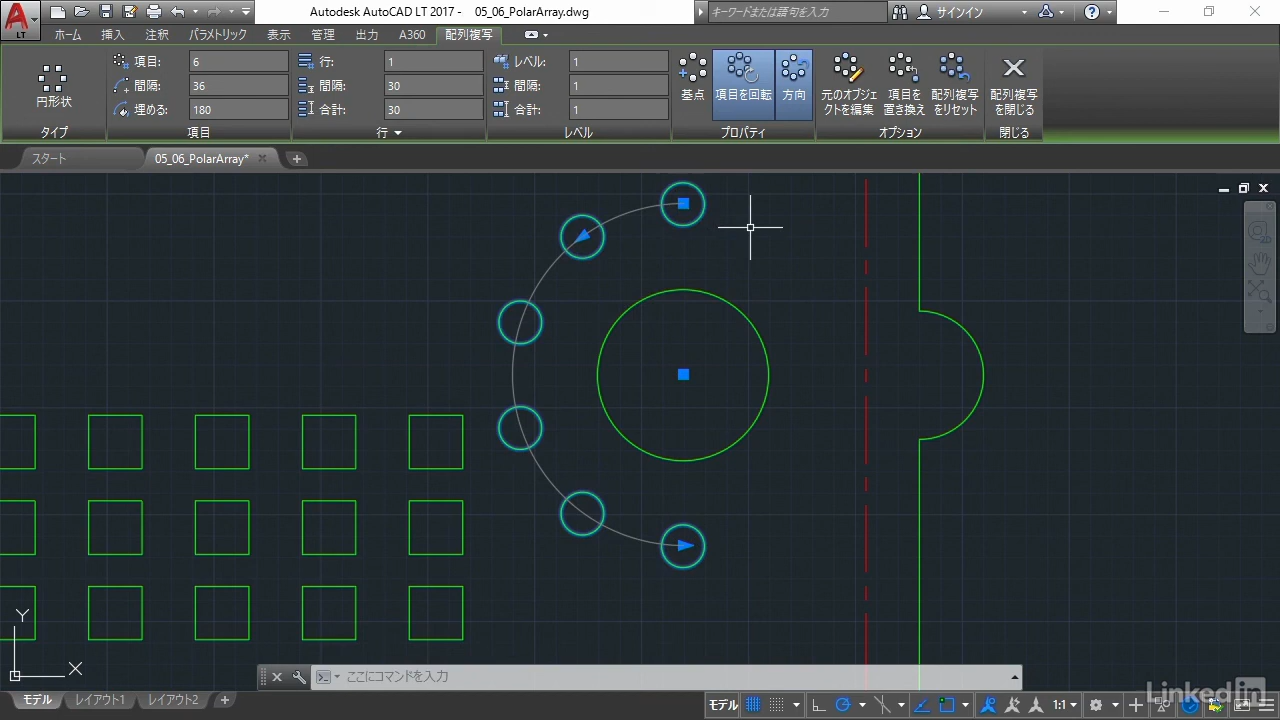 Autodesk AutoCAD LT 2017 - 05_06_PolarArray.dwg
キーワードまたは語句を入力
サインイン
LT
ホーム 挿入 注釈 パラメトリック 表示 管理 出力 A360 配列複写
円形状
項目: 6
間隔: 36
埋める: 180
行: 1
間隔: 30
合計: 30
レベル: 1
間隔: 1
合計: 1
基点
項目を回転
方向
元のオブジェ
クトを編集
項目を
置き換え
配列複写
をリセット
配列複写
を閉じる
タイプ 項目 行 レベル プロパティ オプション 閉じる
スタート 05_06_PolarArray*
Y
X
ここにコマンドを入力
モデル レイアウト1 レイアウト2
モデル 1:1
LinkedIn